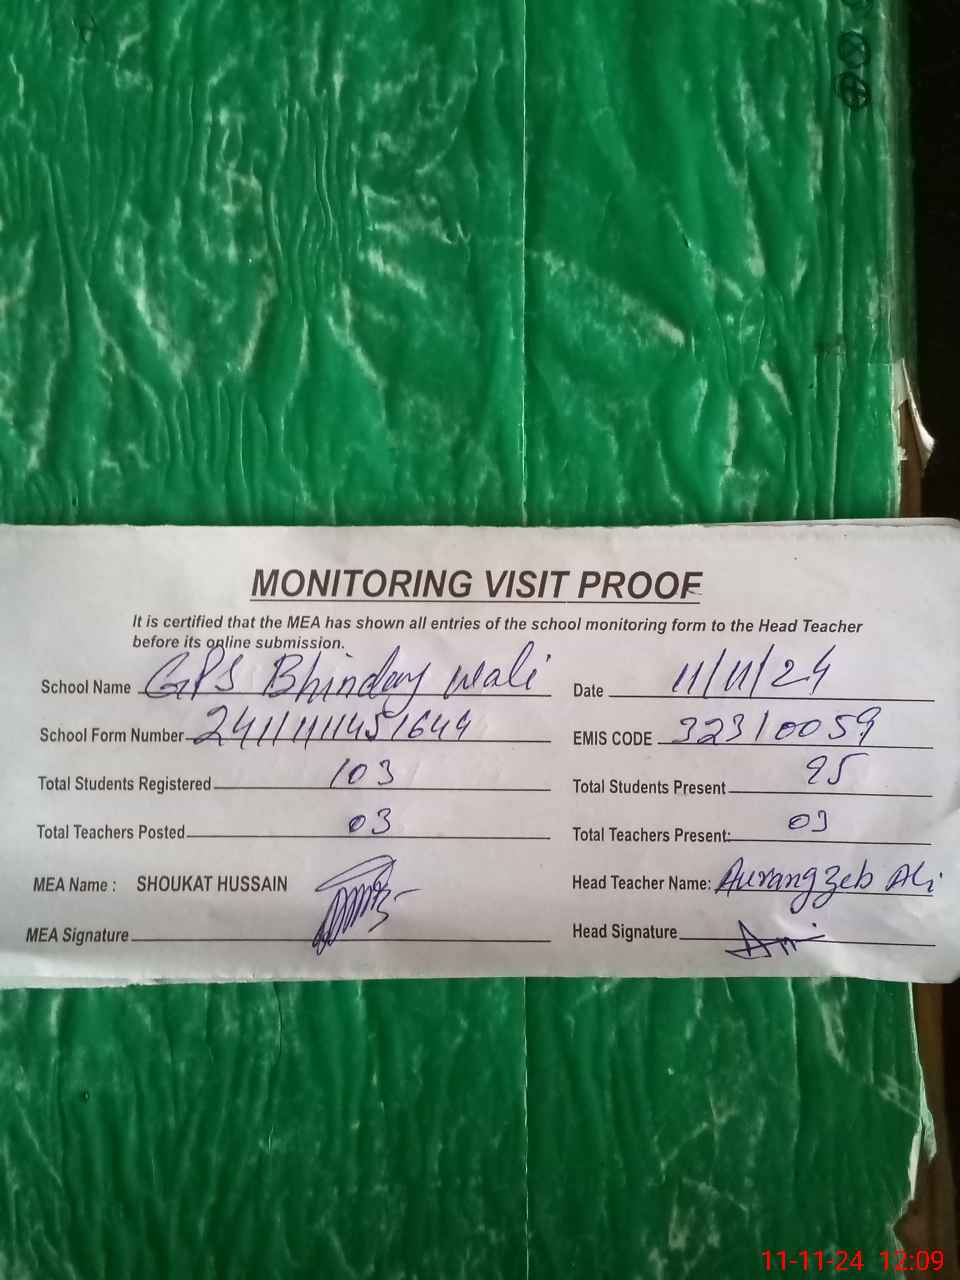 MONITORING VISIT PROOF
It is certified that the MEA has shown all entries of the school monitoring form to the Head Teacher
before its online submission.
School Name GPS Bhinday Wali Date 11/11/24
School Form Number 241111451644 EMIS CODE 32310059
Total Students Registered 103 Total Students Present 95
Total Teachers Posted 03 Total Teachers Present: 03
MEA Name : SHOUKAT HUSSAIN Head Teacher Name: Aurangzeb Ali
MEA Signature Head Signature
11-11-24 12:09